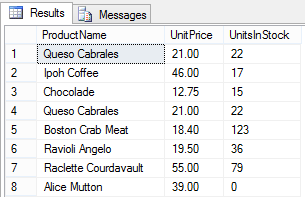 Results Messages
ProductName UnitPrice UnitsInStock
1 Queso Cabrales 21.00 22
2 Ipoh Coffee 46.00 17
3 Chocolade 12.75 15
4 Queso Cabrales 21.00 22
5 Boston Crab Meat 18.40 123
6 Ravioli Angelo 19.50 36
7 Raclette Courdavault 55.00 79
8 Alice Mutton 39.00 0